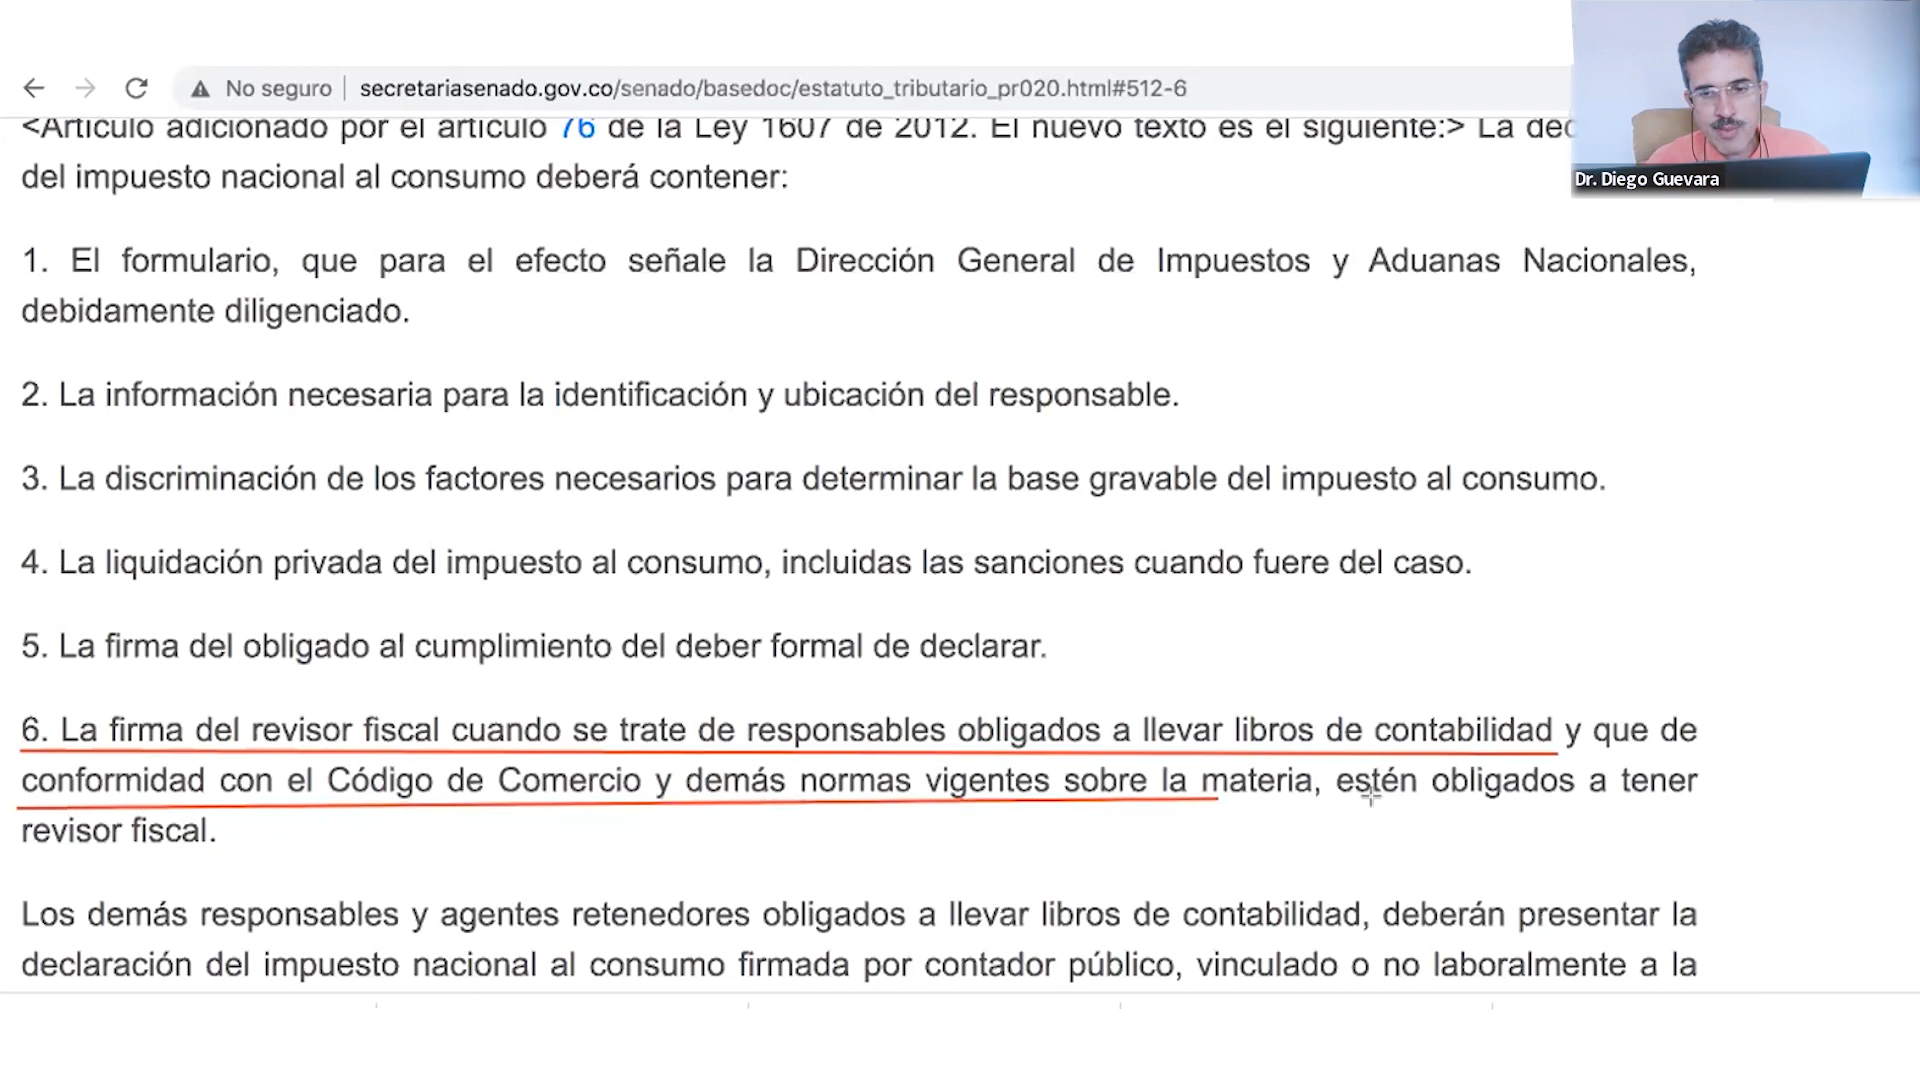 No seguro
secretariasenado.gov.co/senado/basedoc/estatuto_tributario_pr020.html#512-6
<Artículo adicionado por el artículo 76 de la Ley 1607 de 2012. El nuevo texto es el siguiente:> La
del impuesto nacional al consumo deberá contener:
Dr. Diego Guevara
1. El formulario, que para el efecto señale la Dirección General de Impuestos y Aduanas Nacionales,
debidamente diligenciado.
2. La información necesaria para la identificación y ubicación del responsable.
3. La discriminación de los factores necesarios para determinar la base gravable del impuesto al consumo.
4. La liquidación privada del impuesto al consumo, incluidas las sanciones cuando fuere del caso.
5. La firma del obligado al cumplimiento del deber formal de declarar.
6. La firma del revisor fiscal cuando se trate de responsables obligados a llevar libros de contabilidad y que de
conformidad con el Código de Comercio y demás normas vigentes sobre la materia, estén obligados a tener
revisor fiscal.
Los demás responsables y agentes retenedores obligados a llevar libros de contabilidad, deberán presentar la
declaración del impuesto nacional al consumo firmada por contador público, vinculado o no laboralmente a la